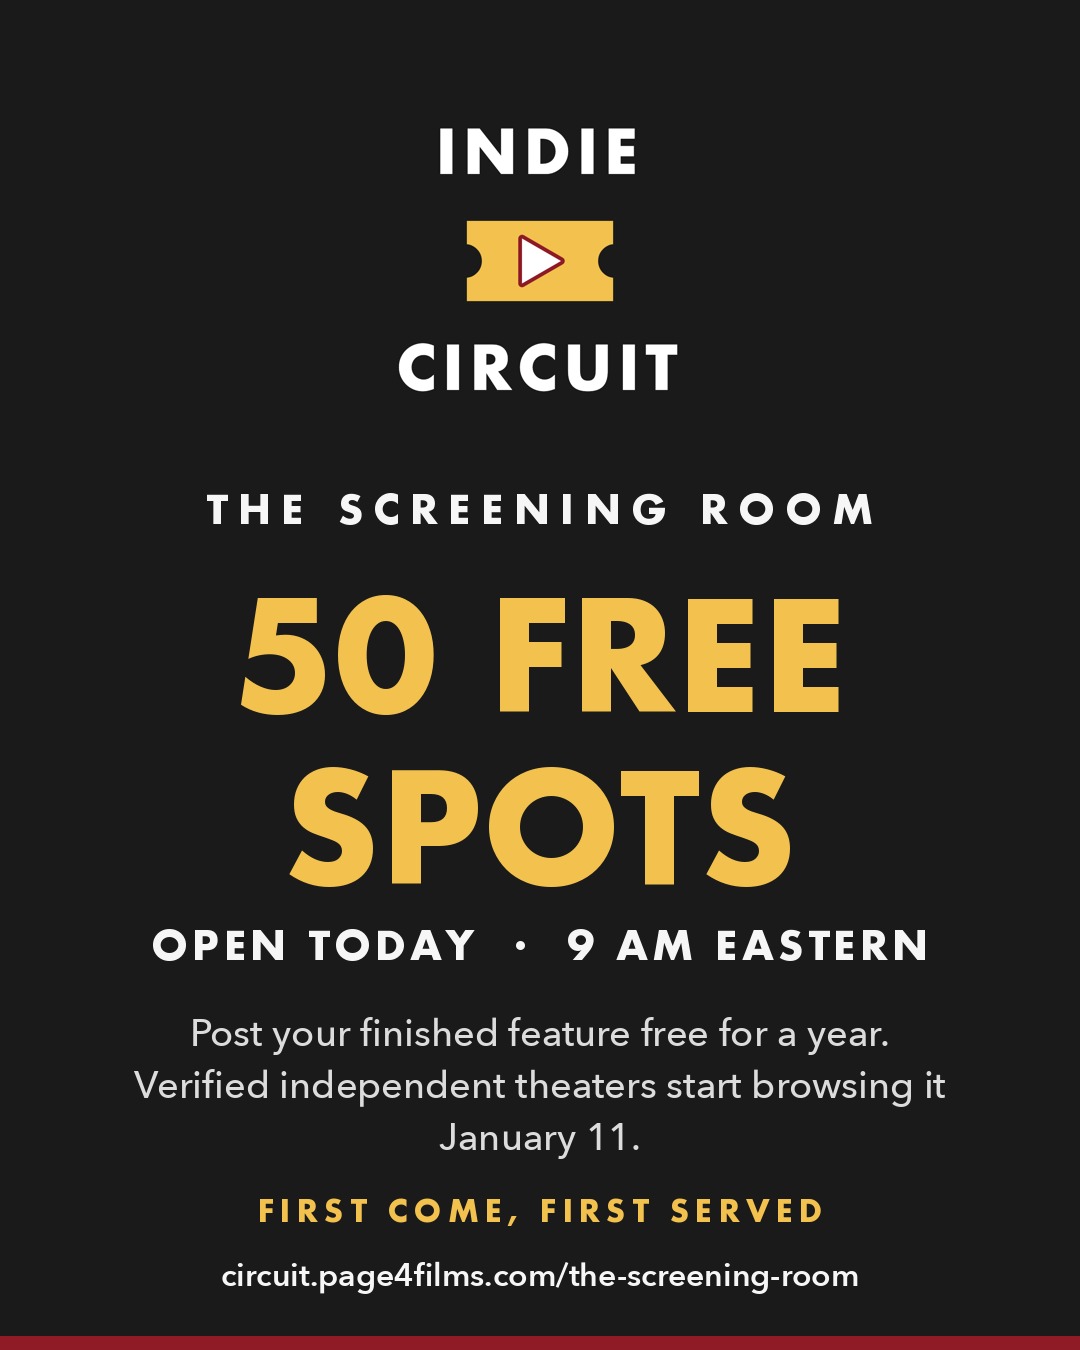 INDIE
CIRCUIT
THE SCREENING ROOM
50 FREE
SPOTS
OPEN TODAY · 9 AM EASTERN
Post your finished feature free for a year.
Verified independent theaters start browsing it
January 11.
FIRST COME, FIRST SERVED
circuit.page4films.com/the-screening-room